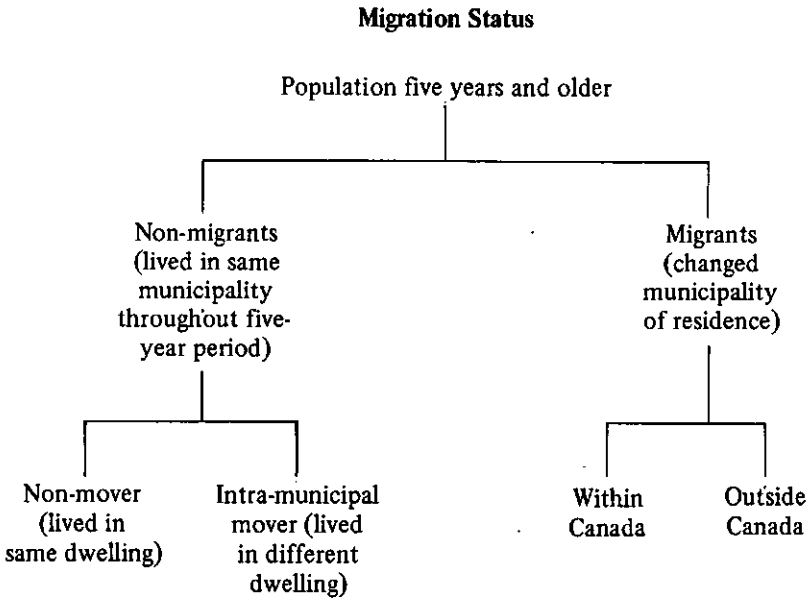 Migration Status
Population five years and older
Non-migrants
(lived in same
municipality
throughout five-
year period)
Migrants
(changed
municipality
of residence)
Non-mover
(lived in
same dwelling)
Intra-municipal
mover (lived
in different
dwelling)
Within
Canada
Outside
Canada